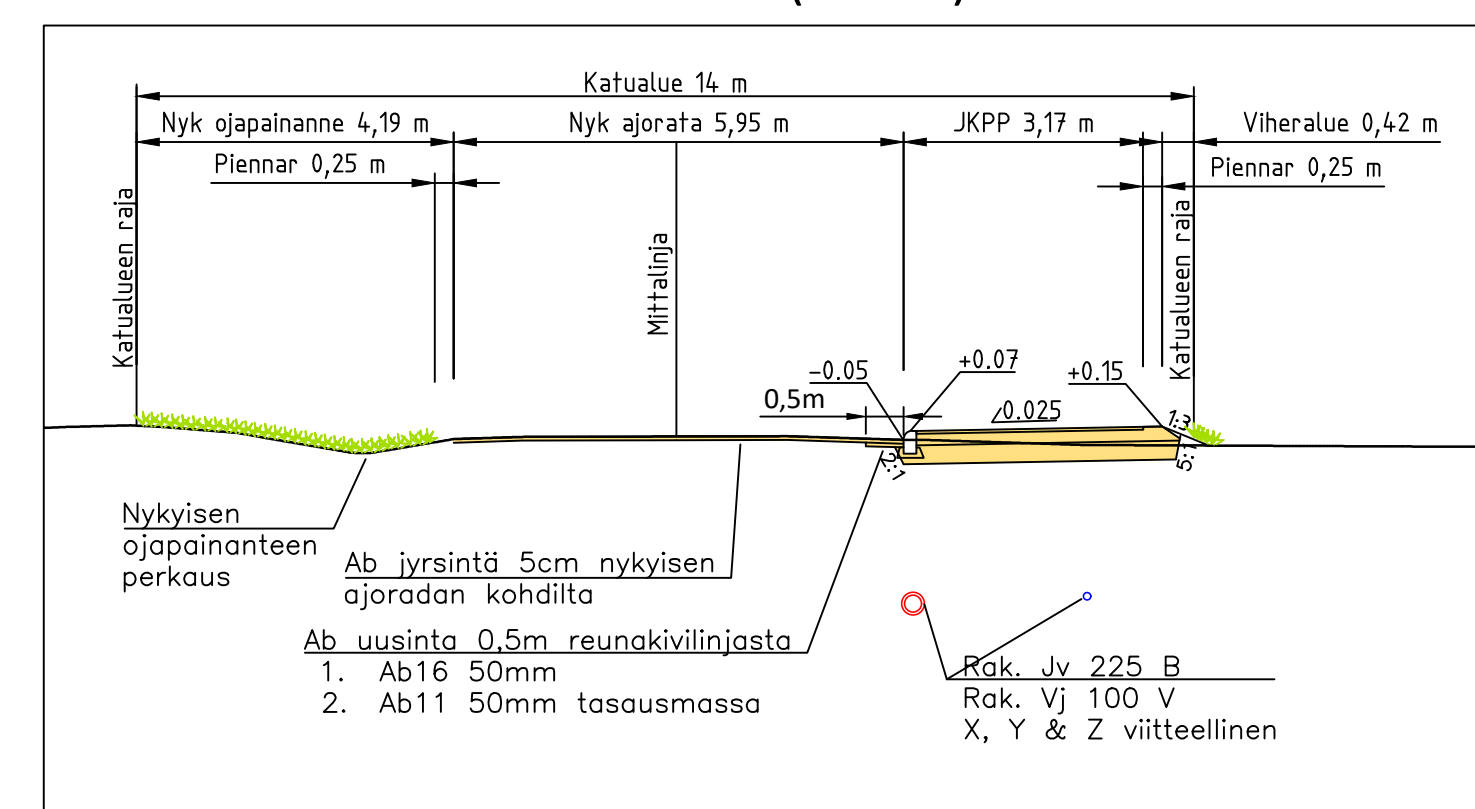 Katualue 14 m
Nyk ojapainanne 4,19 m
Nyk ajorata 5,95 m
JKPP 3,17 m
Viheralue 0,42 m
Piennar 0,25 m
Piennar 0,25 m
Katualueen raja
Mittalinja
Katualueen raja
-0.05
+0.07
+0.15
0,5m
0.025
1:3
2:1
5:1
Nykyisen
ojapainanteen
perkaus
Ab jyrsintä 5cm nykyisen
ajoradan kohdilta
Ab uusinta 0,5m reunakivilinjasta
1. Ab16 50mm
2. Ab11 50mm tasausmassa
Rak. Jv 225 B
Rak. Vj 100 V
X, Y & Z viitteellinen